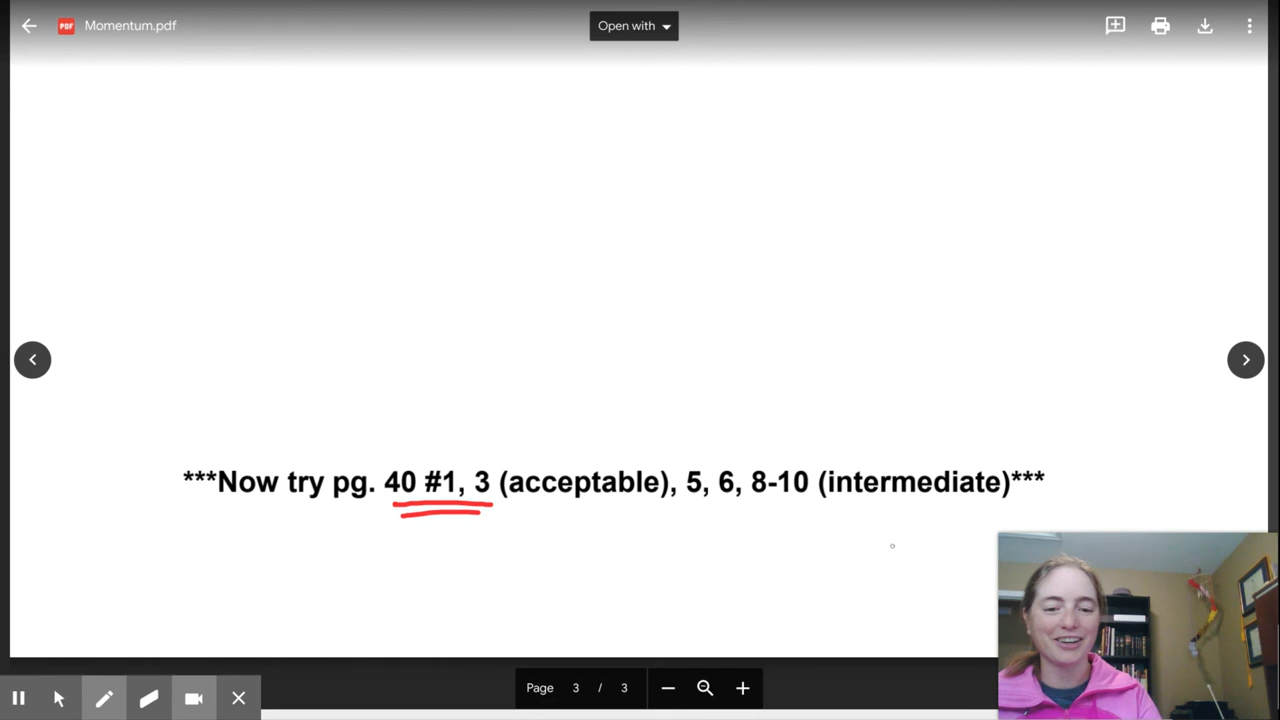 PDF Momentum.pdf
Open with
***Now try pg. 40 #1, 3 (acceptable), 5, 6, 8-10 (intermediate)***
Page 3 / 3